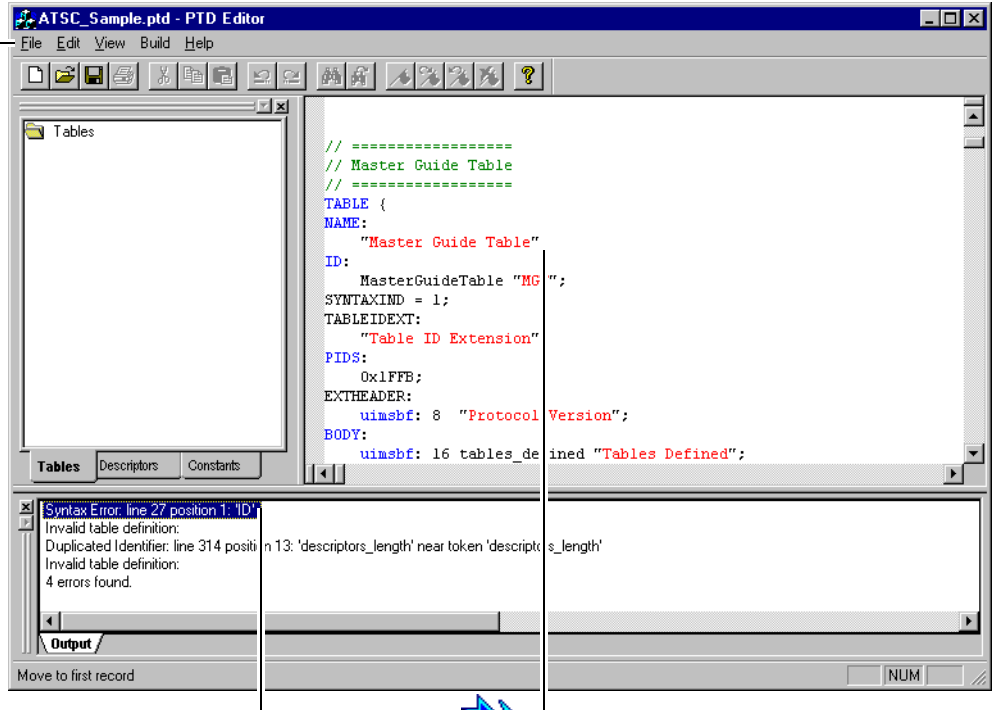 ATSC_Sample.ptd - PTD Editor
File Edit View Build Help
Tables
// ==================
// Master Guide Table
// ==================
TABLE {
NAME:
"Master Guide Table"
ID:
MasterGuideTable "MG ";
SYNTAXIND = 1;
TABLEIDEXT:
"Table ID Extension"
PIDS:
0x1FFB;
EXTHEADER:
uimsbf: 8 "Protocol Version";
BODY:
uimsbf: 16 tables_defined "Tables Defined";
Tables Descriptors Constants
Syntax Error: line 27 position 1: 'ID'
Invalid table definition:
Duplicated Identifier: line 314 position 13: 'descriptors_length' near token 'descriptors_length'
Invalid table definition:
4 errors found.
Output
Move to first record
NUM